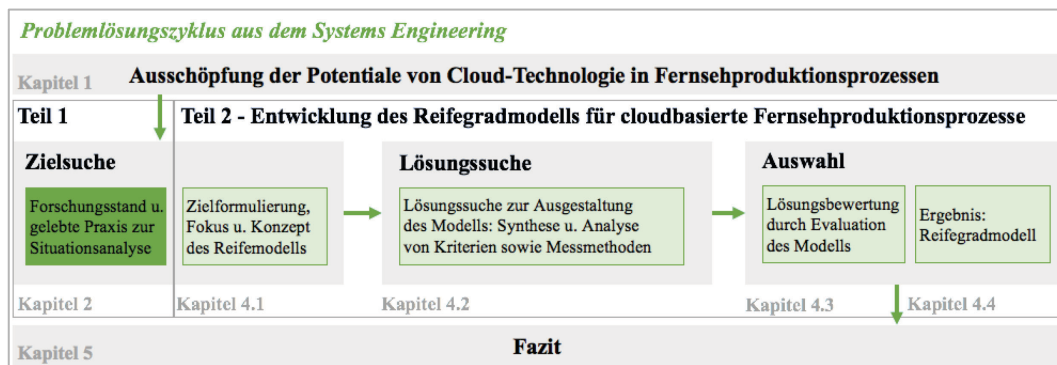 Problemlösungszyklus aus dem Systems Engineering
Kapitel 1
Ausschöpfung der Potentiale von Cloud-Technologie in Fernsehproduktionsprozessen
Teil 1
Teil 2 - Entwicklung des Reifegradmodells für cloudbasierte Fernsehproduktionsprozesse
Zielsuche
Forschungsstand u.
gelebte Praxis zur
Situationsanalyse
Zielformulierung,
Fokus u. Konzept
des Reifemodells
Lösungssuche
Lösungssuche zur Ausgestaltung
des Modells: Synthese u. Analyse
von Kriterien sowie Messmethoden
Auswahl
Lösungsbewertung
durch Evaluation
des Modells
Ergebnis:
Reifegradmodell
Kapitel 2
Kapitel 4.1
Kapitel 4.2
Kapitel 4.3
Kapitel 4.4
Kapitel 5
Fazit